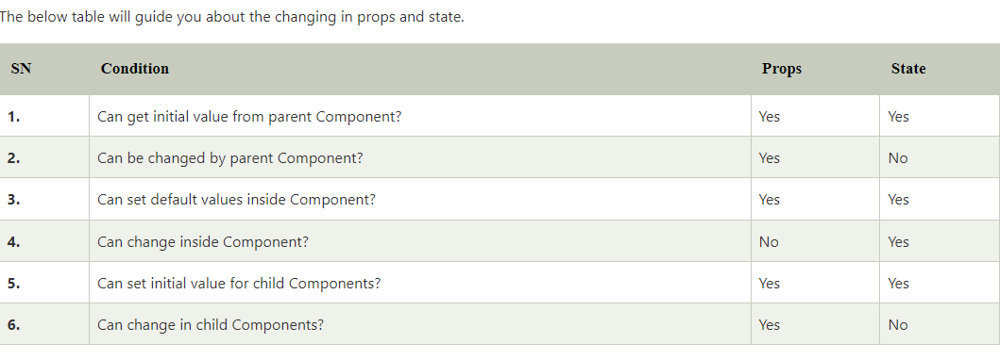 The below table will guide you about the changing in props and state.
SN Condition Props State
1. Can get initial value from parent Component? Yes Yes
2. Can be changed by parent Component? Yes No
3. Can set default values inside Component? Yes Yes
4. Can change inside Component? No Yes
5. Can set initial value for child Components? Yes Yes
6. Can change in child Components? Yes No